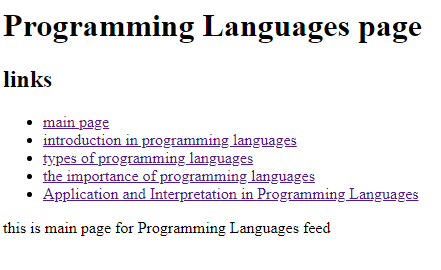 Programming Languages page
links
main page
introduction in programming languages
types of programming languages
the importance of programming languages
Application and Interpretation in Programming Languages
this is main page for Programming Languages feed